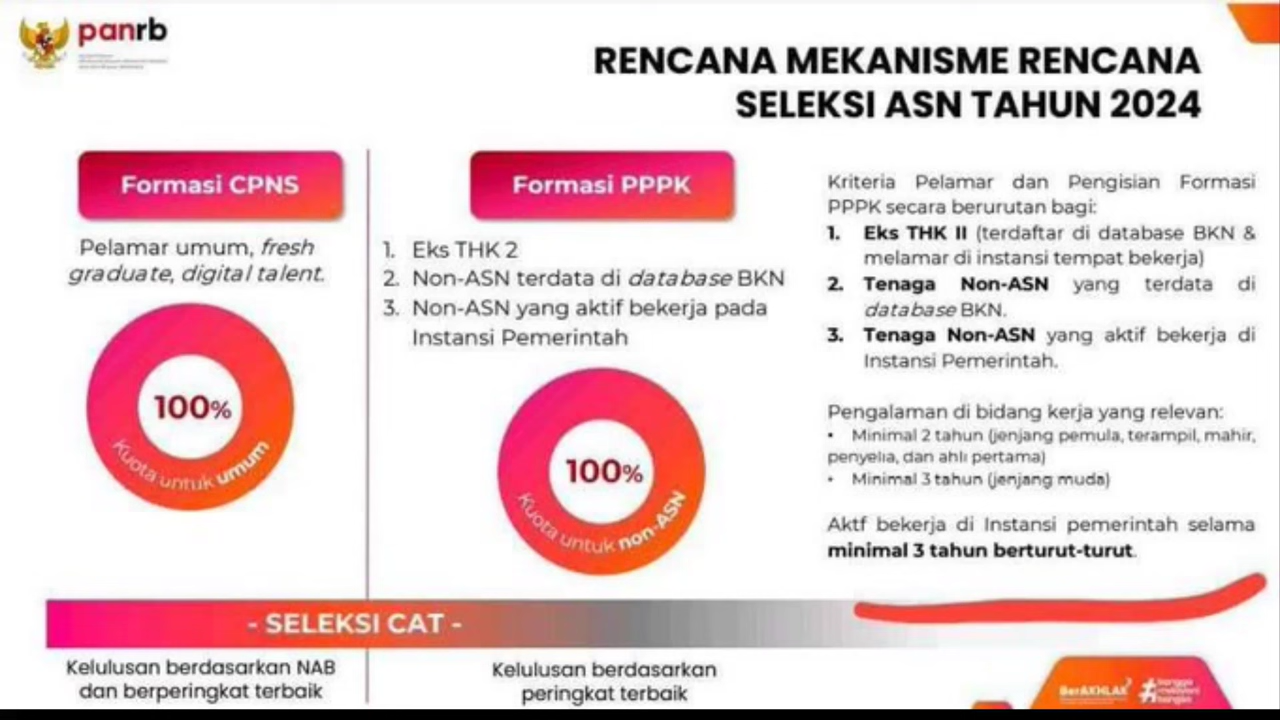 panrb
RENCANA MEKANISME RENCANA
SELEKSI ASN TAHUN 2024
Formasi CPNS
Pelamar umum, fresh
graduate, digital talent.
100%
Kuota untuk umum
Formasi PPPK
1. Eks THK 2
2. Non-ASN terdata di database BKN
3. Non-ASN yang aktif bekerja pada
Instansi Pemerintah
100%
Kuota untuk non-ASN
Kriteria Pelamar dan Pengisian Formasi
PPPK secara berurutan bagi:
1. Eks THK II (terdaftar di database BKN &
melamar di instansi tempat bekerja)
2. Tenaga Non-ASN yang terdata di
database BKN.
3. Tenaga Non-ASN yang aktif bekerja di
Instansi Pemerintah.
Pengalaman di bidang kerja yang relevan:
• Minimal 2 tahun (jenjang pemula, terampil, mahir,
penyelia, dan ahli pertama)
• Minimal 3 tahun (jenjang muda)
Aktf bekerja di Instansi pemerintah selama
minimal 3 tahun berturut-turut.
- SELEKSI CAT -
Kelulusan berdasarkan NAB
dan berperingkat terbaik
Kelulusan berdasarkan
peringkat terbaik
BerAKHLAK
#bangga
melayani
bangsa